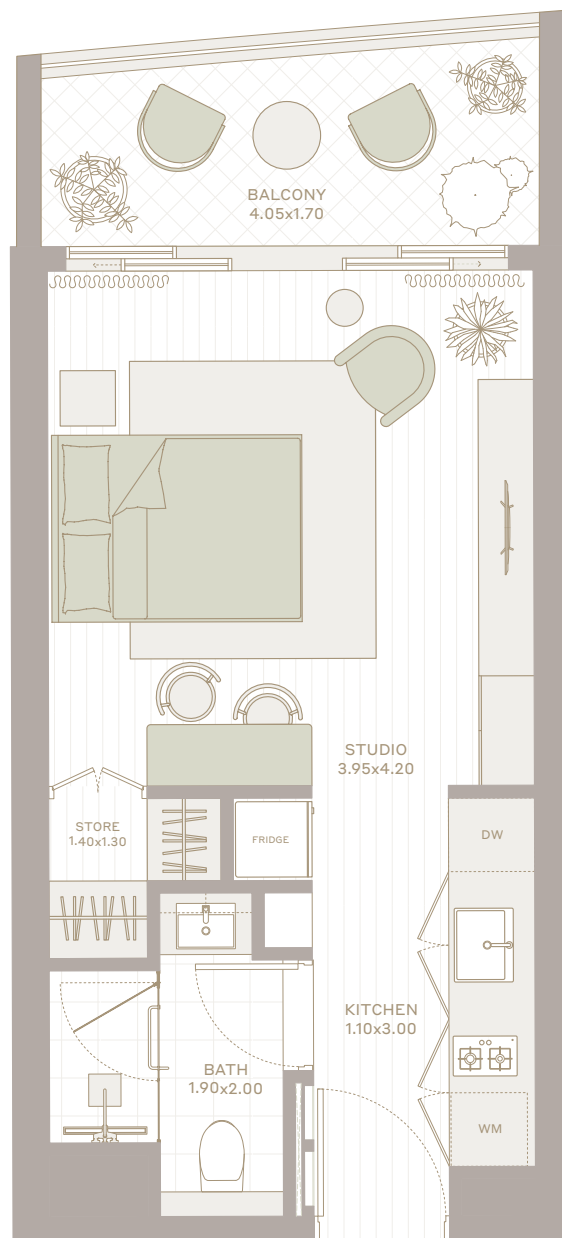 BALCONY
4.05x1.70
STUDIO
3.95x4.20
STORE
1.40x1.30
FRIDGE
DW
KITCHEN
1.10x3.00
BATH
1.90x2.00
WM